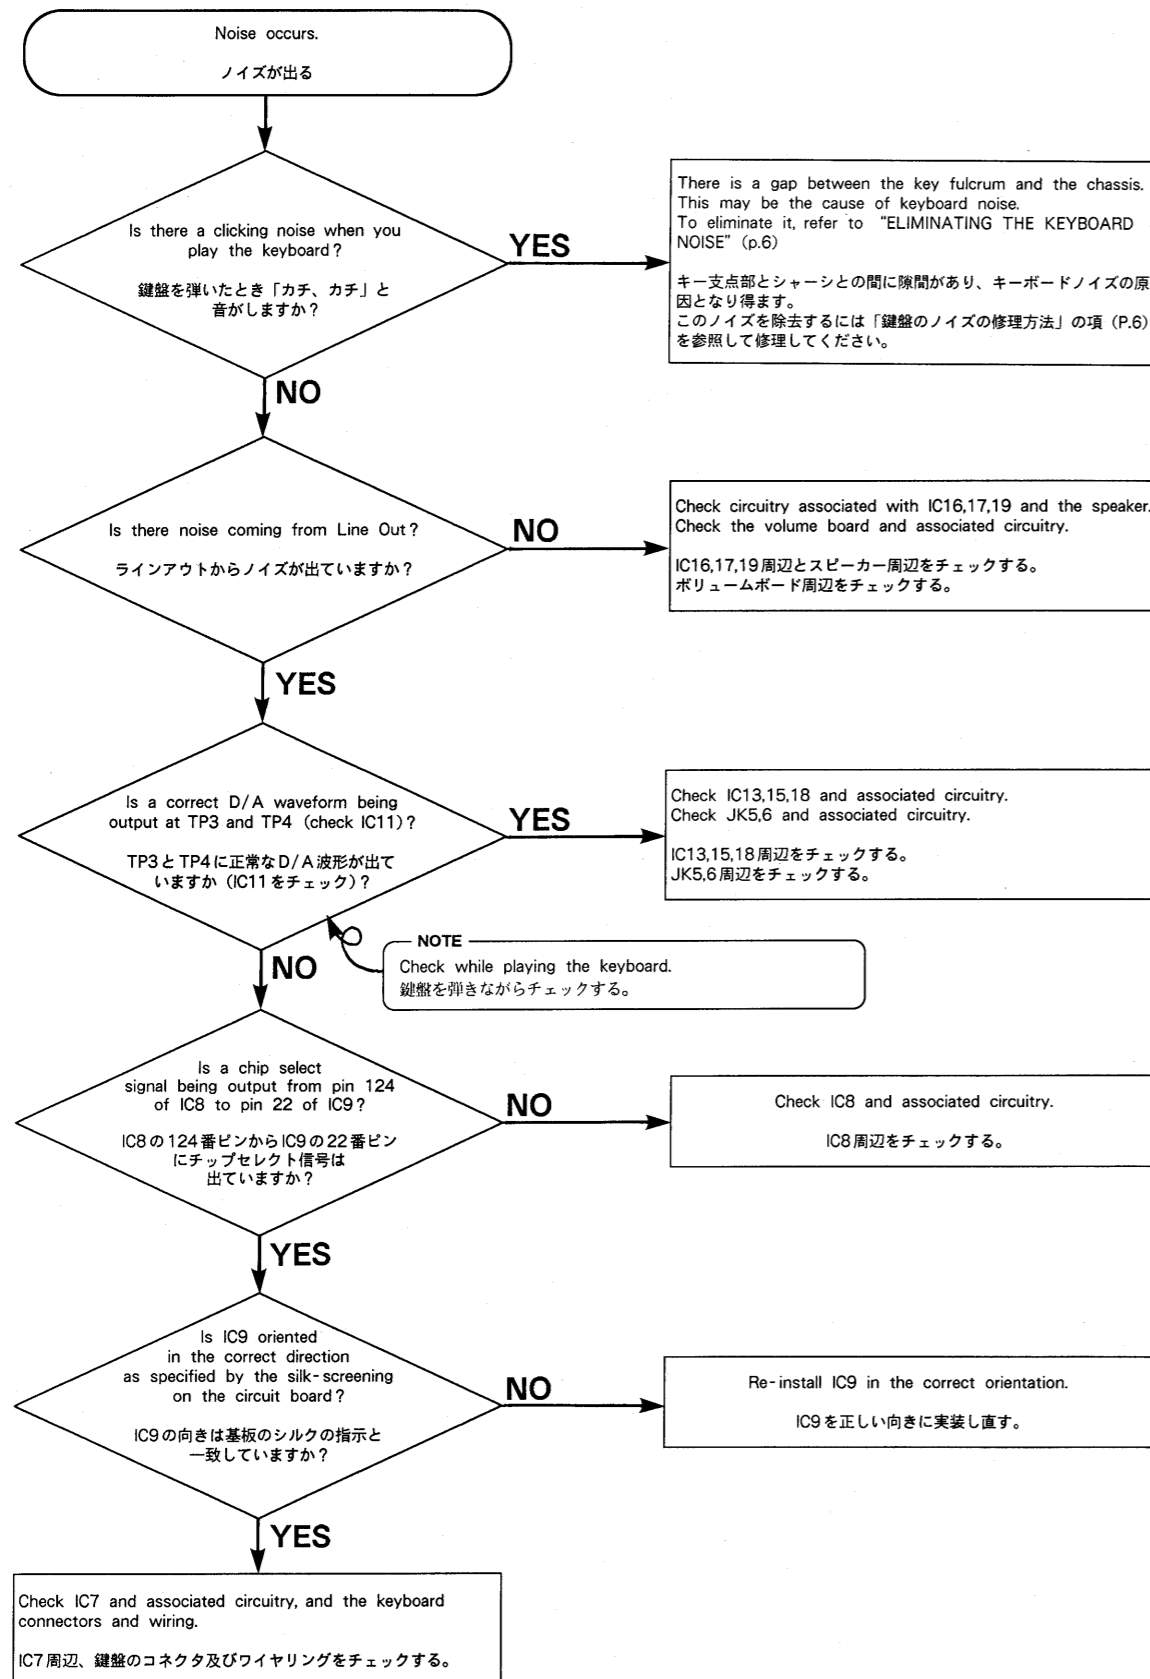 Noise occurs.
ノイズが出る
Is there a clicking noise when you
play the keyboard?
鍵盤を弾いたとき「カチ、カチ」と
音がしますか?
YES
There is a gap between the key fulcrum and the chassis.
This may be the cause of keyboard noise.
To eliminate it, refer to "ELIMINATING THE KEYBOARD
NOISE" (p.6)
キー支点部とシャーシとの間に隙間があり、キーボードノイズの原
因となり得ます。
このノイズを除去するには「鍵盤のノイズの修理方法」の項 (P.6)
を参照して修理してください。
NO
Is there noise coming from Line Out?
ラインアウトからノイズが出ていますか?
NO
Check circuitry associated with IC16,17,19 and the speaker.
Check the volume board and associated circuitry.
IC16,17,19周辺とスピーカー周辺をチェックする。
ボリュームボード周辺をチェックする。
YES
Is a correct D/A waveform being
output at TP3 and TP4 (check IC11)?
TP3とTP4に正常なD/A波形が出て
いますか (IC11をチェック)?
YES
Check IC13,15,18 and associated circuitry.
Check JK5,6 and associated circuitry.
IC13,15,18周辺をチェックする。
JK5,6周辺をチェックする。
NOTE
Check while playing the keyboard.
鍵盤を弾きながらチェックする。
NO
Is a chip select
signal being output from pin 124
of IC8 to pin 22 of IC9?
IC8の124番ピンからIC9の22番ピン
にチップセレクト信号は
出ていますか?
NO
Check IC8 and associated circuitry.
IC8周辺をチェックする。
YES
Is IC9 oriented
in the correct direction
as specified by the silk-screening
on the circuit board?
IC9の向きは基板のシルクの指示と
一致していますか?
NO
Re-install IC9 in the correct orientation.
IC9を正しい向きに実装し直す。
YES
Check IC7 and associated circuitry, and the keyboard
connectors and wiring.
IC7周辺、鍵盤のコネクタ及びワイヤリングをチェックする。